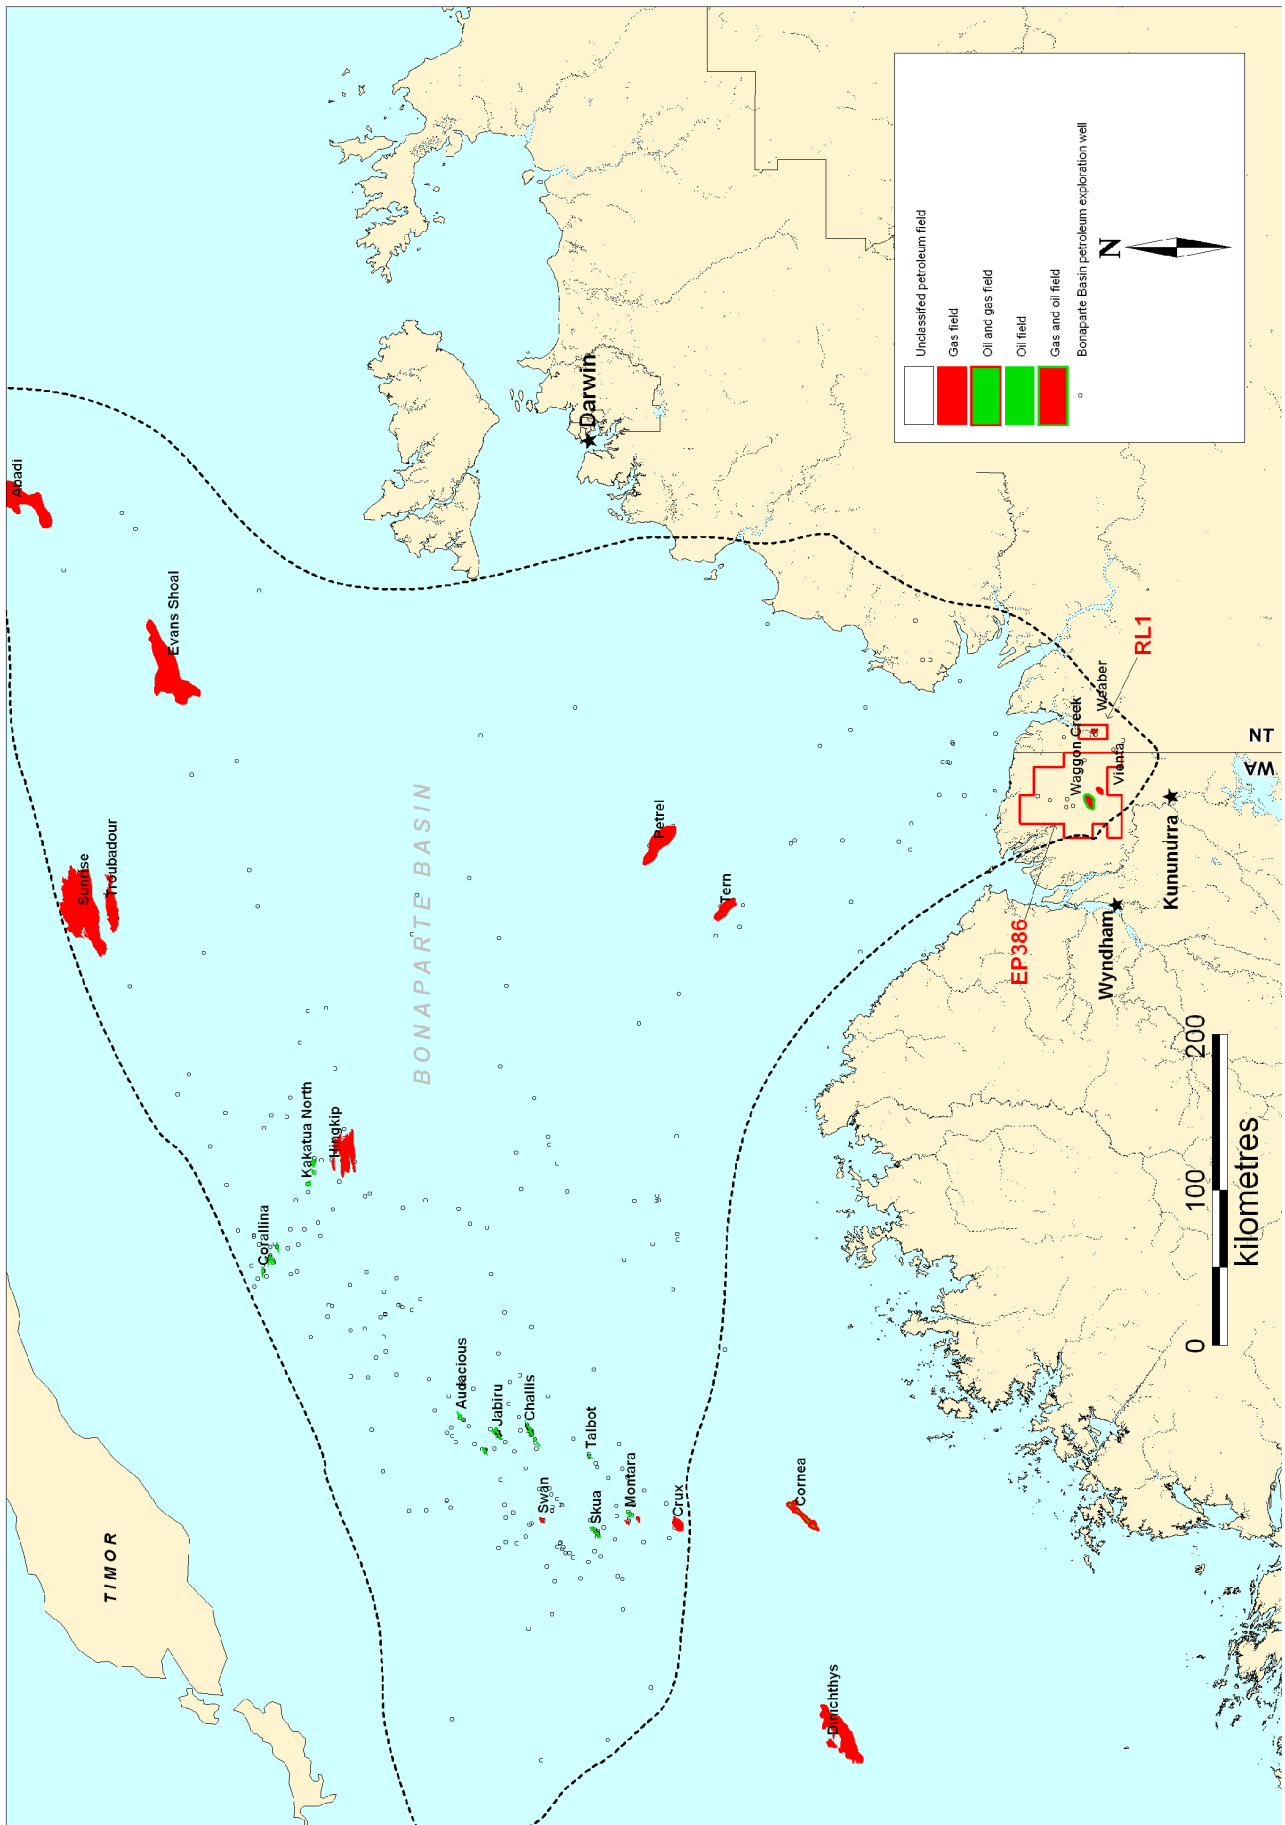 Abadi
Evans Shoal
Sunrise
Troubadour
Kakatua North
Hingkip
Corallina
BONAPARTE BASIN
TIMOR
Audacious
Jabiru
Challis
Talbot
Swan
Skua
Montara
Crux
Cornea
Dinichthys
Petrel
Tern
Darwin
Waggon Creek
Weaber
Vienta
RL1
EP386
NT
WA
Kununurra
Wyndham
0 100 200
kilometres
Unclassifed petroleum field
Gas field
Oil and gas field
Oil field
Gas and oil field
Bonaparte Basin petroleum exploration well
N